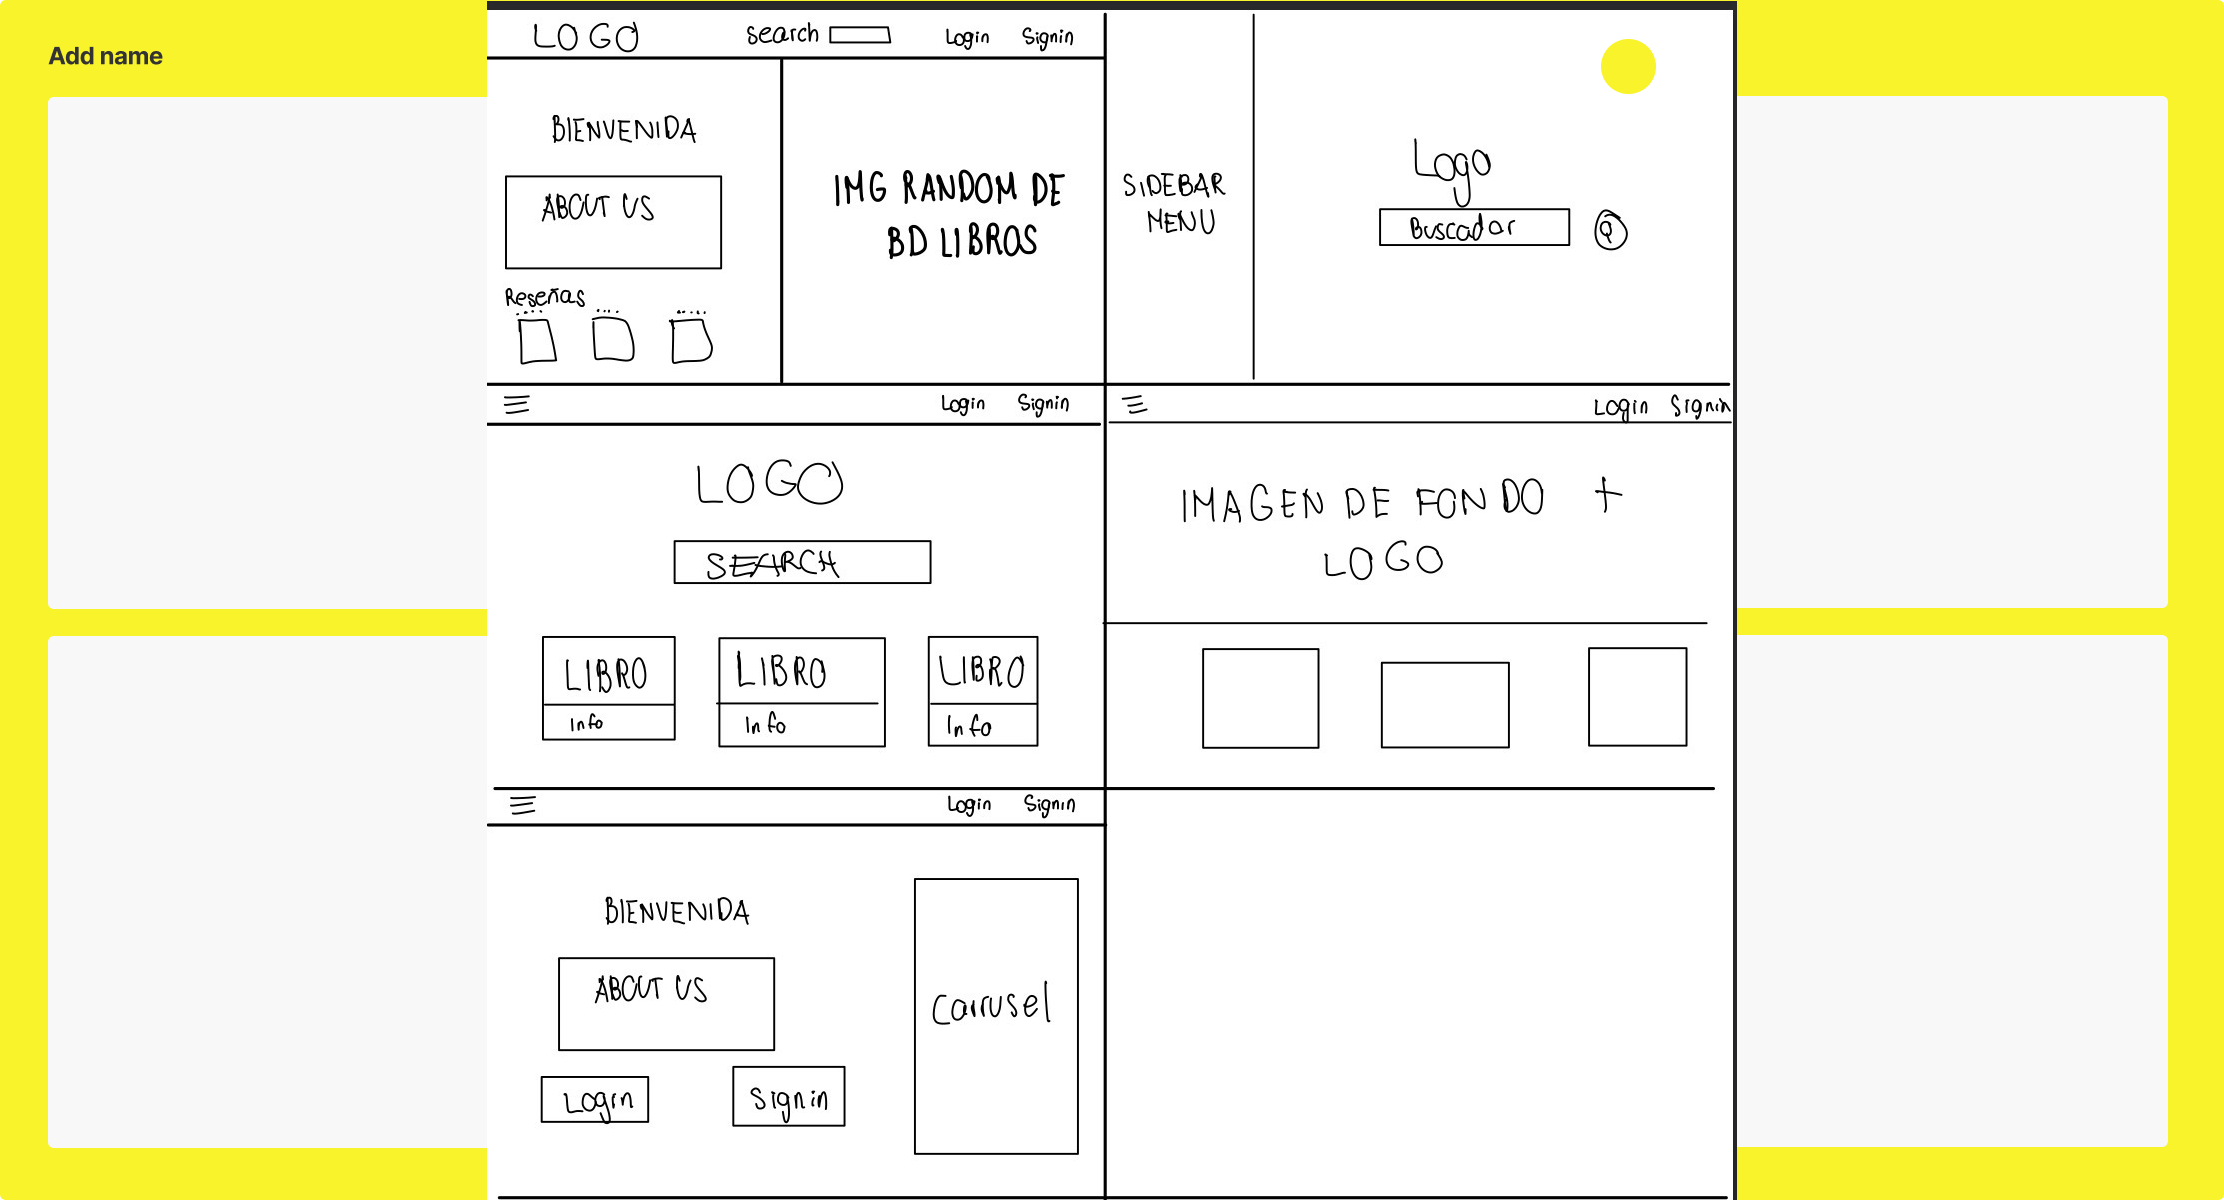 Add name
LOGO search Login Signin
BIENVENIDA
ABOUT US
Reseñas
IMG RANDOM DE
BD LIBROS
SIDEBAR
MENU
Logo
Buscador
Login Signin
LOGO
SEARCH
LIBRO
Info
LIBRO
Info
LIBRO
Info
Login Signin
IMAGEN DE FONDO +
LOGO
Login Signin
BIENVENIDA
ABOUT US
Login
Signin
Carrusel